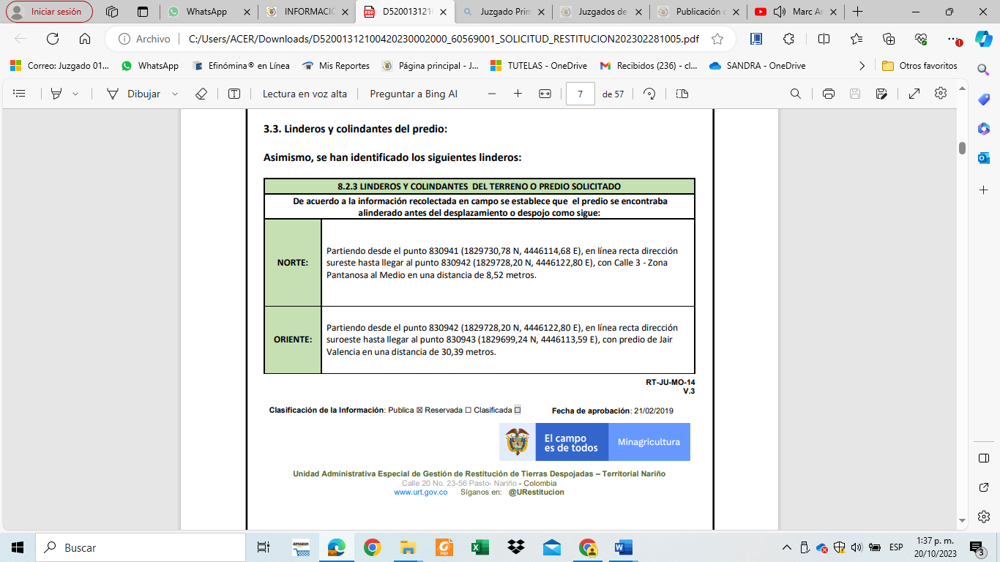 Iniciar sesión
WhatsApp
INFORMACIÓ
D520013121
Juzgado Prim
Juzgados de
Publicación d
Marc An
Archivo
C:/Users/ACER/Downloads/D520013121004202300​02000_60569001_SOLICITUD_RESTITUCION202302281005.pdf
Correo: Juzgado 01...
WhatsApp
Efinómina® en Línea
Mis Reportes
Página principal - J...
TUTELAS - OneDrive
Recibidos (236) - cl...
SANDRA - OneDrive
Otros favoritos
Dibujar
Lectura en voz alta
Preguntar a Bing AI
7
de 57
3.3. Linderos y colindantes del predio:
Asimismo, se han identificado los siguientes linderos:
8.2.3 LINDEROS Y COLINDANTES DEL TERRENO O PREDIO SOLICITADO
De acuerdo a la información recolectada en campo se establece que el predio se encontraba
alinderado antes del desplazamiento o despojo como sigue:
NORTE:
Partiendo desde el punto 830941 (1829730,78 N, 4446114,68 E), en línea recta dirección
sureste hasta llegar al punto 830942 (1829728,20 N, 4446122,80 E), con Calle 3 - Zona
Pantanosa al Medio en una distancia de 8,52 metros.
ORIENTE:
Partiendo desde el punto 830942 (1829728,20 N, 4446122,80 E), en línea recta dirección
suroeste hasta llegar al punto 830943 (1829699,24 N, 4446113,59 E), con predio de Jair
Valencia en una distancia de 30,39 metros.
RT-JU-MO-14
V.3
Clasificación de la Información: Publica ☒ Reservada ☐ Clasificada ☐
Fecha de aprobación: 21/02/2019
El campo
es de todos
Minagricultura
Unidad Administrativa Especial de Gestión de Restitución de Tierras Despojadas – Territorial Nariño
Calle 20 No. 23-56 Pasto- Nariño - Colombia
www.urt.gov.co Síganos en: @URestitucion
Buscar
amazon
PDF
ESP
1:37 p. m.
20/10/2023
3